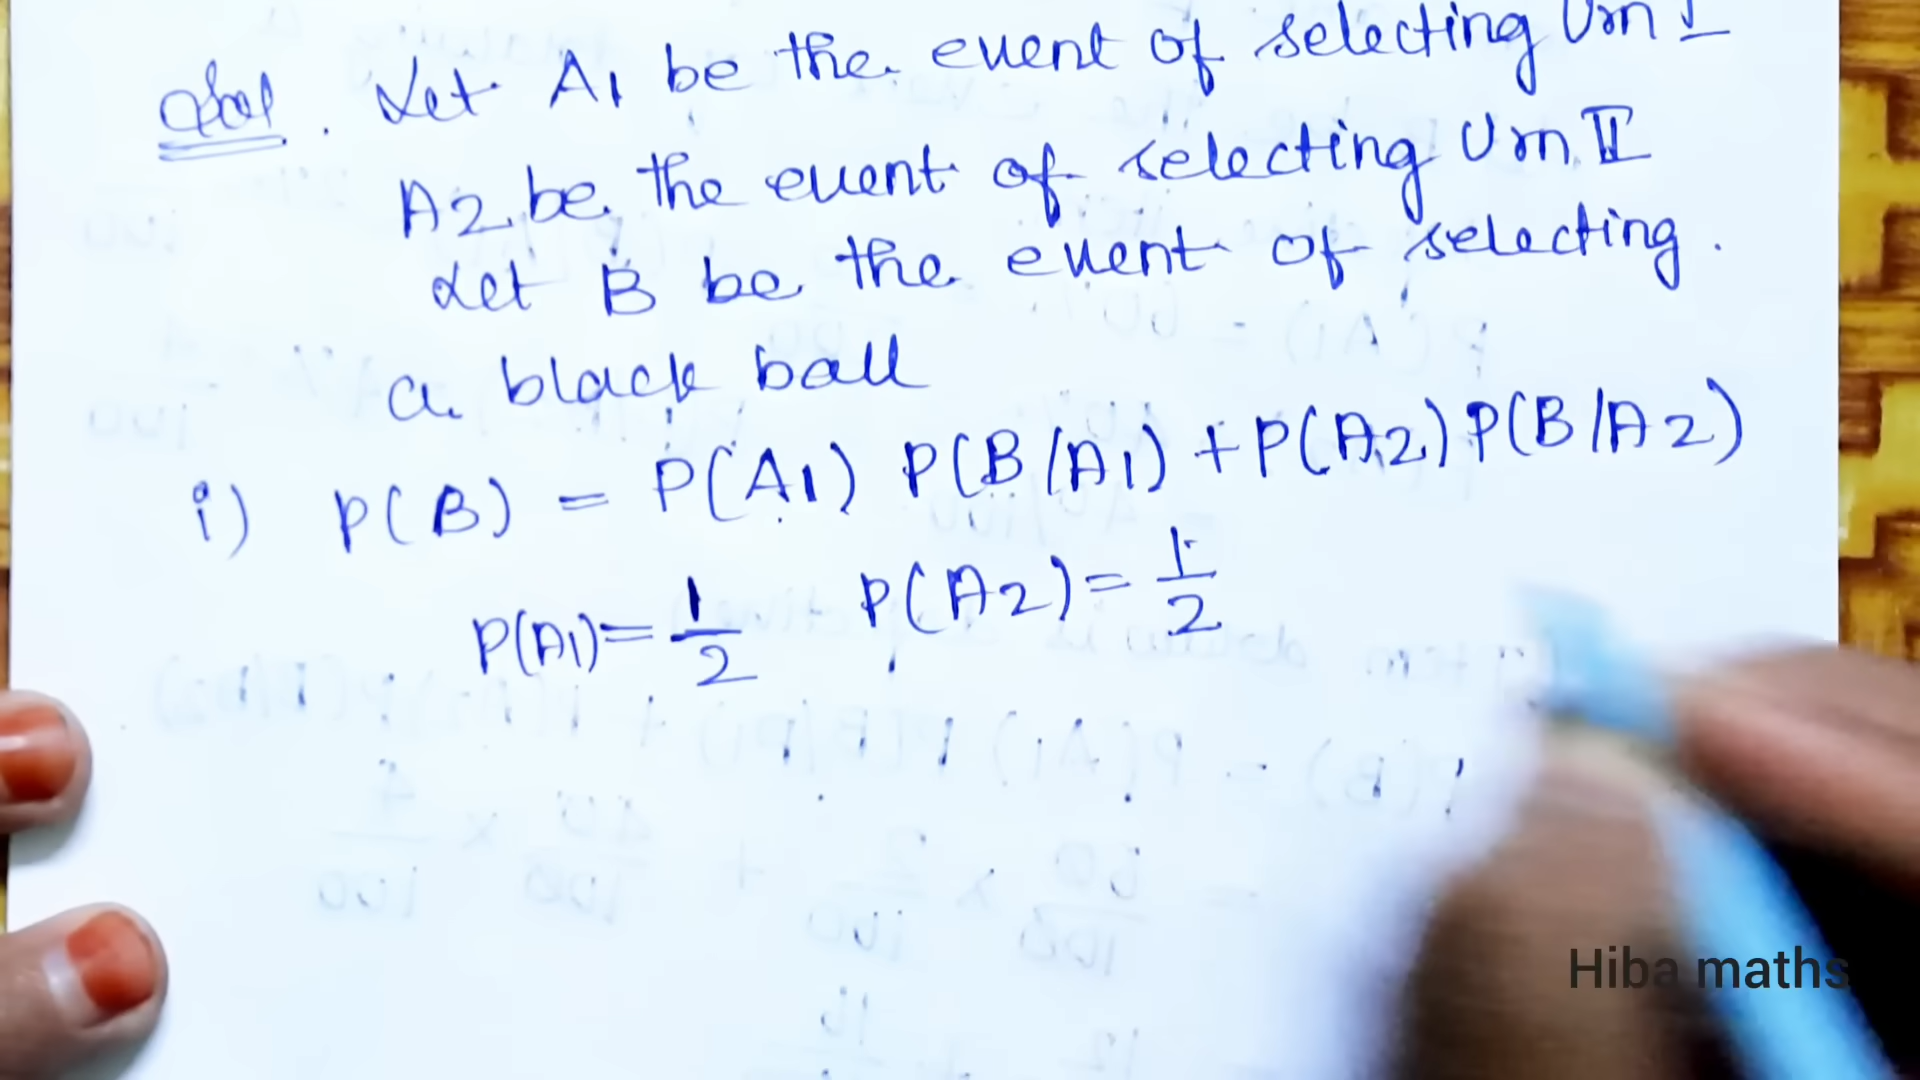 Sol. Let A1 be the event of selecting Urn I
A2 be the event of selecting Urn II
Let B be the event of selecting.
a black ball
i) P(B) = P(A1) P(B/A1) + P(A2) P(B/A2)
P(A1) = 1/2 P(A2) = 1/2
Hiba maths